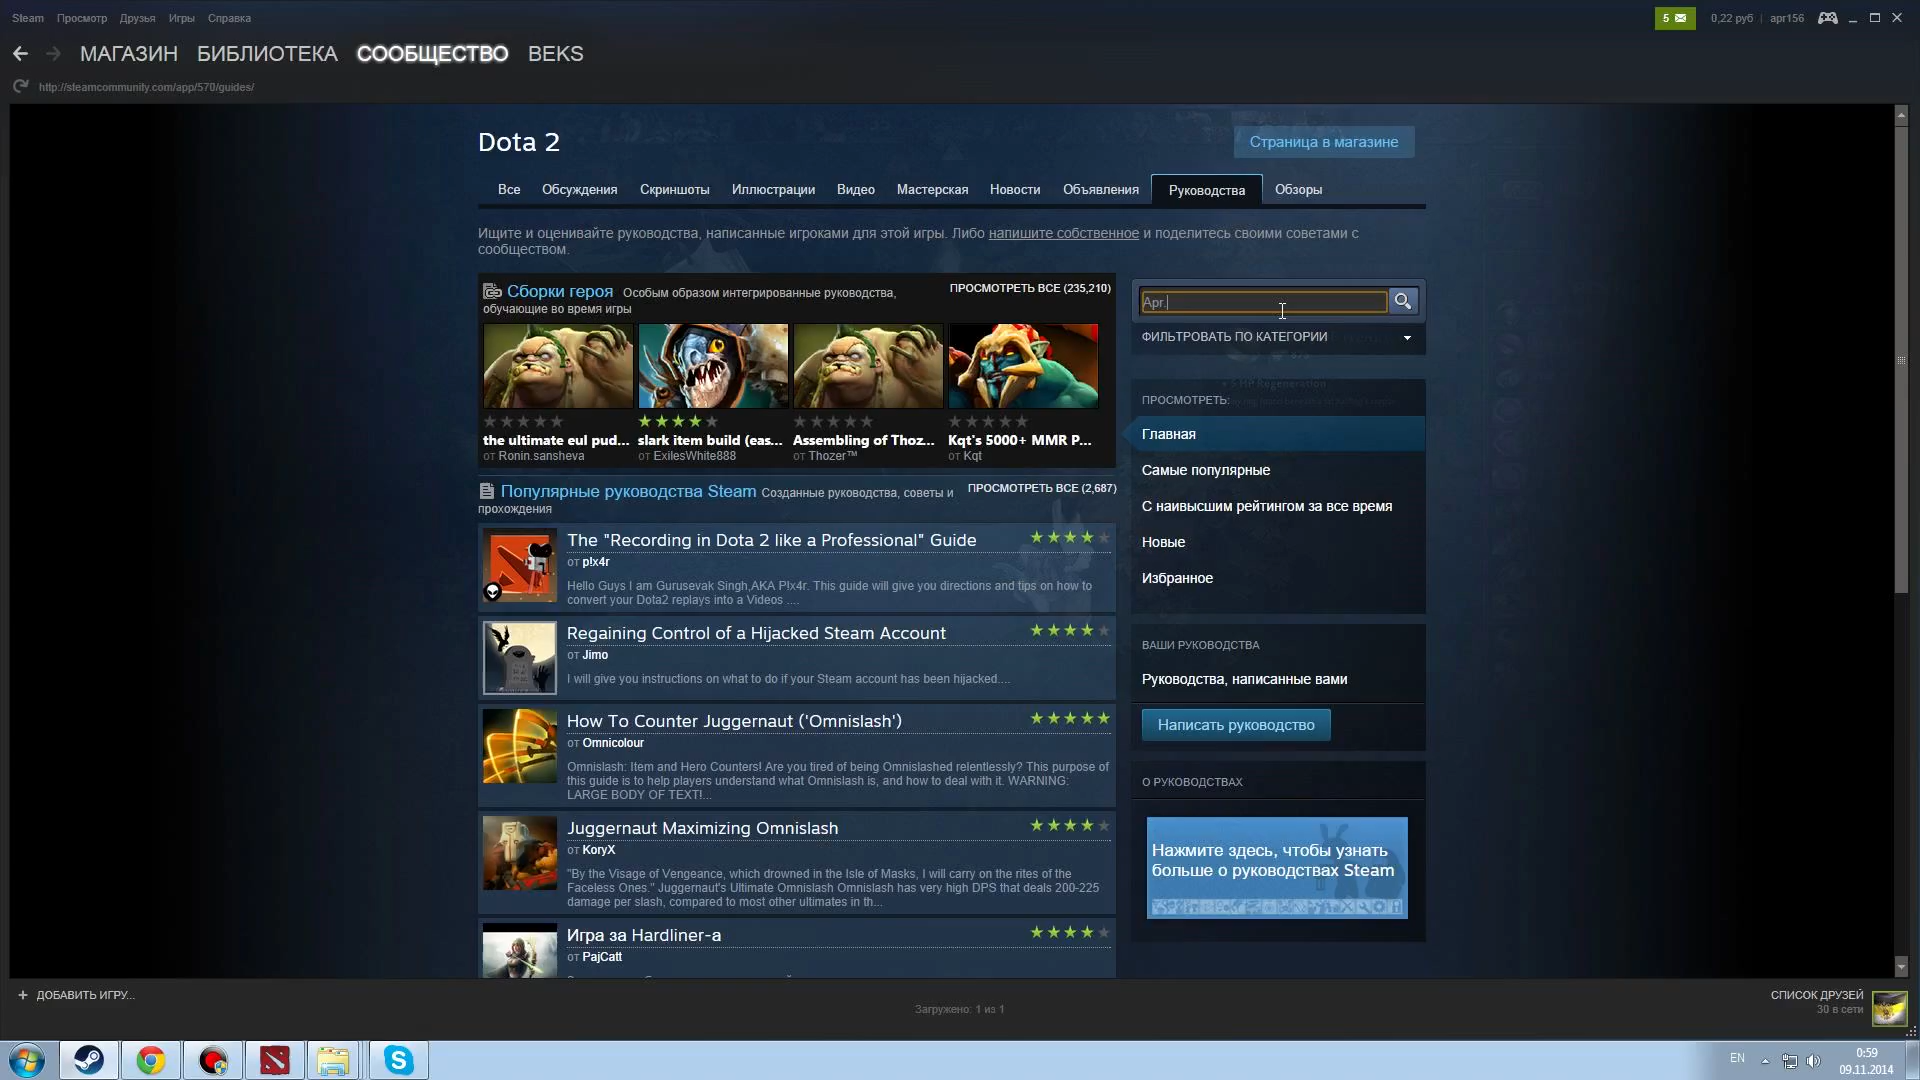 Steam Просмотр Друзья Игры Справка
5
0,22 руб
apr156
МАГАЗИН БИБЛИОТЕКА СООБЩЕСТВО BEKS
http://steamcommunity.com/app/570/guides/
Dota 2
Страница в магазине
Все Обсуждения Скриншоты Иллюстрации Видео Мастерская Новости Объявления Руководства Обзоры
Ищите и оценивайте руководства, написанные игроками для этой игры. Либо напишите собственное и поделитесь своими советами с
сообществом.
Сборки героя Особым образом интегрированные руководства,
обучающие во время игры
ПРОСМОТРЕТЬ ВСЕ (235,210)
the ultimate eul pud...
от Ronin.sansheva
slark item build (eas...
от ExilesWhite888
Assembling of Thoz...
от Thozer™
Kqt's 5000+ MMR P...
от Kqt
Популярные руководства Steam Созданные руководства, советы и
прохождения
ПРОСМОТРЕТЬ ВСЕ (2,687)
The "Recording in Dota 2 like a Professional" Guide
от p!x4r
Hello Guys I am Gurusevak Singh,AKA P!x4r. This guide will give you directions and tips on how to
convert your Dota2 replays into a Videos ....
Regaining Control of a Hijacked Steam Account
от Jimo
I will give you instructions on what to do if your Steam account has been hijacked....
How To Counter Juggernaut ('Omnislash')
от Omnicolour
Omnislash: Item and Hero Counters! Are you tired of being Omnislashed relentlessly? This purpose of
this guide is to help players understand what Omnislash is, and how to deal with it. WARNING:
LARGE BODY OF TEXT!...
Juggernaut Maximizing Omnislash
от KoryX
"By the Visage of Vengeance, which drowned in the Isle of Masks, I will carry on the rites of the
Faceless Ones." Juggernaut's Ultimate Omnislash Omnislash has very high DPS that deals 200-225
damage per slash, compared to most other ultimates in th...
Игра за Hardliner-а
от PajCatt
Apr.
ФИЛЬТРОВАТЬ ПО КАТЕГОРИИ
+ 5 HP Regeneration
ПРОСМОТРЕТЬ:
Главная
Самые популярные
С наивысшим рейтингом за все время
Новые
Избранное
ВАШИ РУКОВОДСТВА
Руководства, написанные вами
Написать руководство
О РУКОВОДСТВАХ
Нажмите здесь, чтобы узнать
больше о руководствах Steam
+ ДОБАВИТЬ ИГРУ...
Загружено: 1 из 1
СПИСОК ДРУЗЕЙ
30 в сети
EN
0:59
09.11.2014